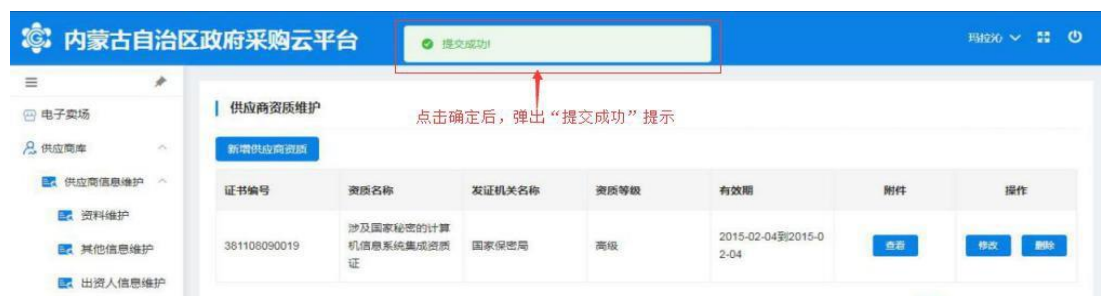 内蒙古自治区政府采购云平台
提交成功!
电子卖场
供应商资质维护
点击确定后，弹出“提交成功”提示
供应商库
新增供应商资质
供应商信息维护
证书编号 资质名称 发证机关名称 资质等级 有效期 附件 操作
资料维护
381108090019 涉及国家秘密的计算机信息系统集成资质证 国家保密局 高级 2015-02-04到2015-02-04 查看 修改 删除
其他信息维护
出资人信息维护